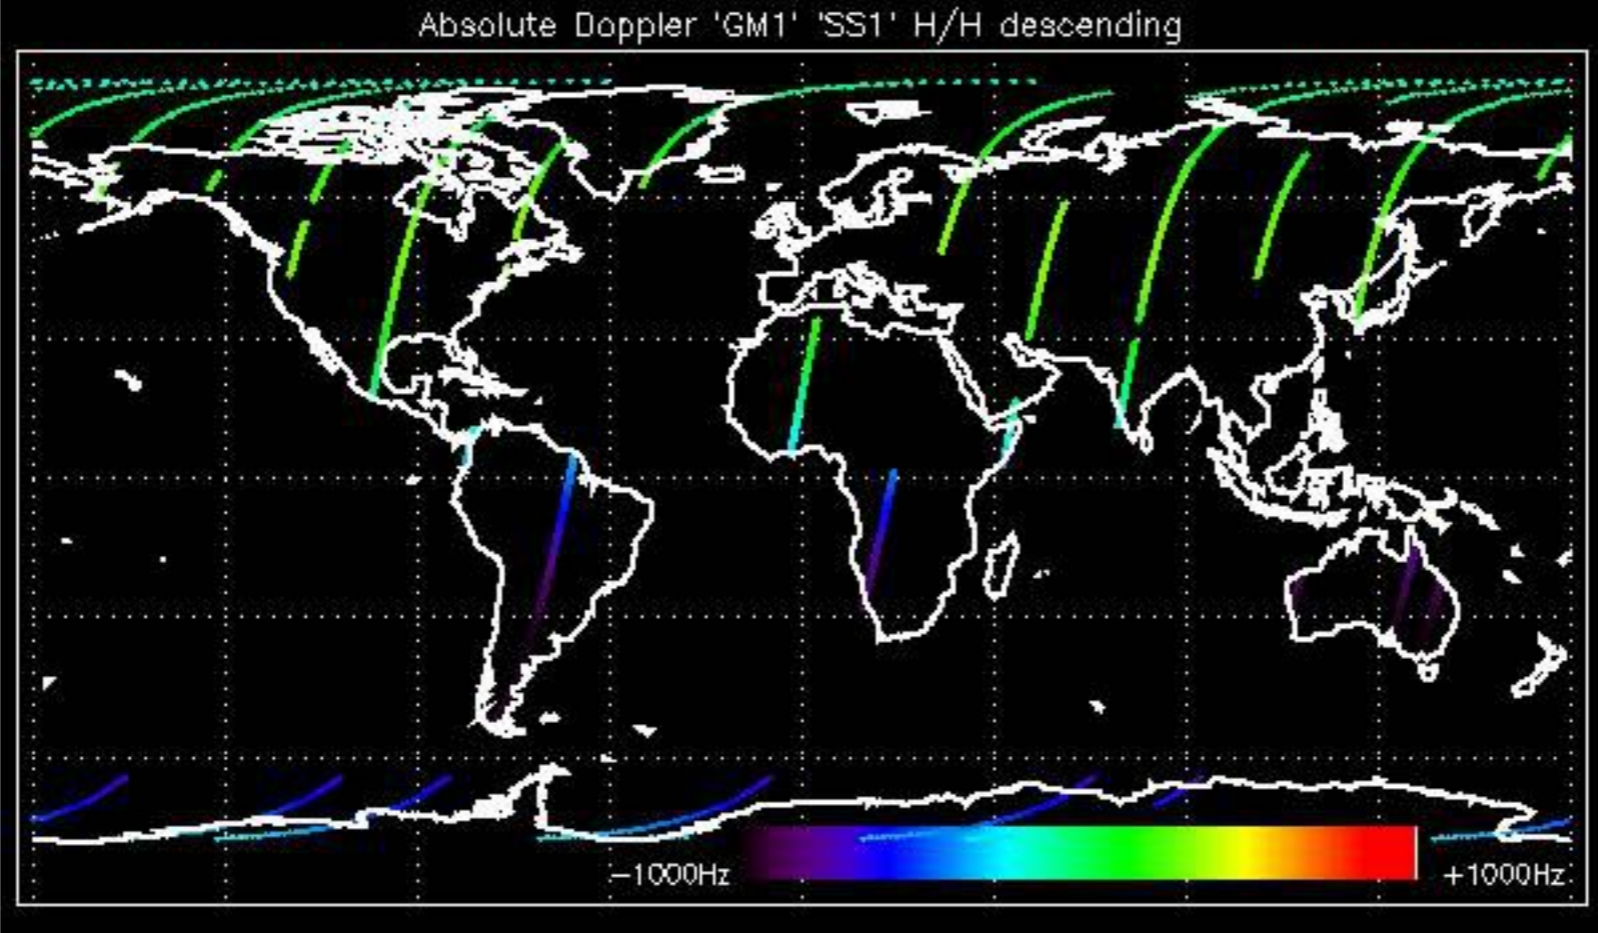 Absolute Doppler 'GM1' 'SS1' H/H descending
−1000Hz +1000Hz